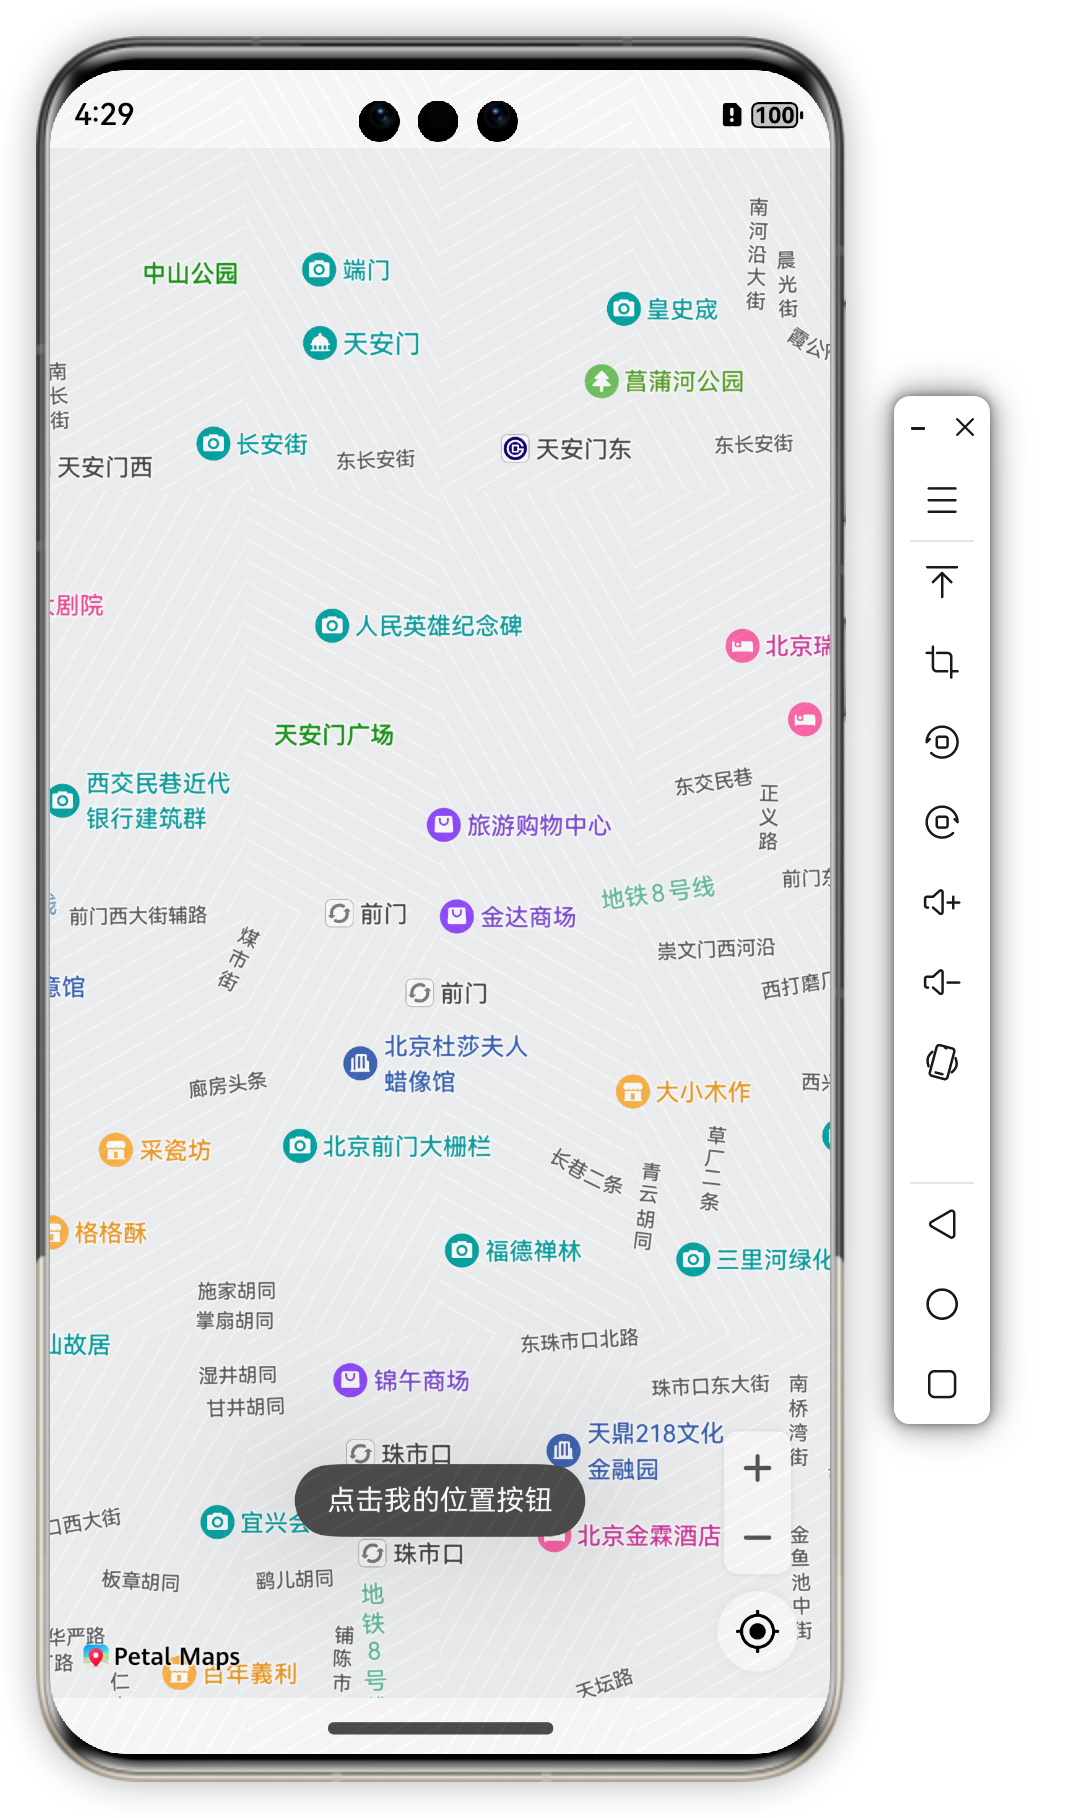 4:29
100
南河沿大街
晨光街
中山公园
端门
皇史宬
天安门
霞公
菖蒲河公园
南长街
长安街
东长安街
天安门东
东长安街
天安门西
剧院
人民英雄纪念碑
北京瑞
天安门广场
西交民巷近代
银行建筑群
东交民巷
正义路
旅游购物中心
地铁8号线
前门东
前门西大街辅路
前门
金达商场
煤市街
崇文门西河沿
意馆
前门
西打磨厂
北京杜莎夫人
蜡像馆
廊房头条
大小木作
西兴
采瓷坊
北京前门大栅栏
草厂二条
长巷二条
青云胡同
格格酥
福德禅林
三里河绿化
施家胡同
掌扇胡同
故居
东珠市口北路
湿井胡同
锦午商场
珠市口东大街
南桥湾街
甘井胡同
天鼎218文化
金融园
珠市口
点击我的位置按钮
口西大街
宜兴会
北京金霖酒店
金鱼池中街
珠市口
板章胡同
鹞儿胡同
地铁8号
华严路
路
Petal Maps
仁
百年義利
铺陈市
天坛路